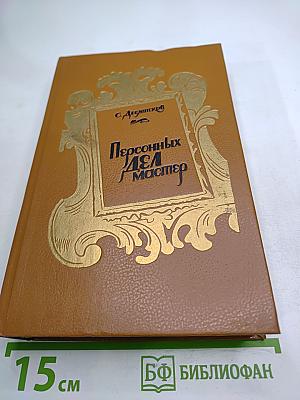 С. Десятсков
Персонных
дел
мастер
15 см
БФ БИБЛИОФАН